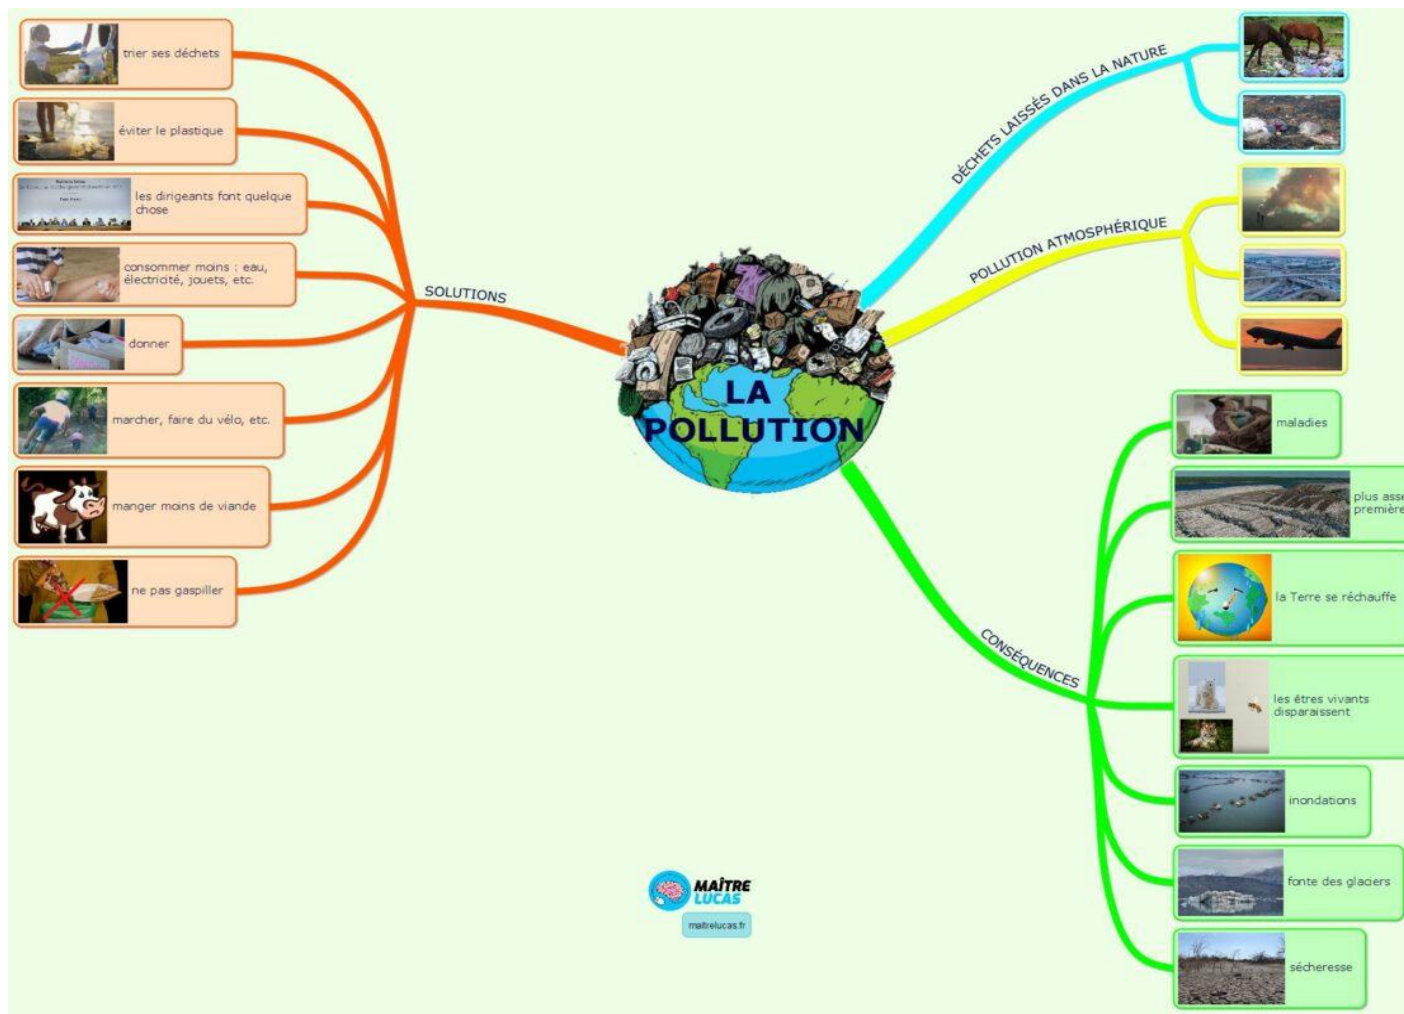 trier ses déchets
éviter le plastique
les dirigeants font quelque
chose
consommer moins : eau,
électricité, jouets, etc.
donner
marcher, faire du vélo, etc.
manger moins de viande
ne pas gaspiller
SOLUTIONS
LA
POLLUTION
DÉCHETS LAISSÉS DANS LA NATURE
POLLUTION ATMOSPHÉRIQUE
CONSÉQUENCES
maladies
plus asse
première
la Terre se réchauffe
les êtres vivants
disparaissent
inondations
fonte des glaciers
sécheresse
MAÎTRE
LUCAS
maitrelucas.fr